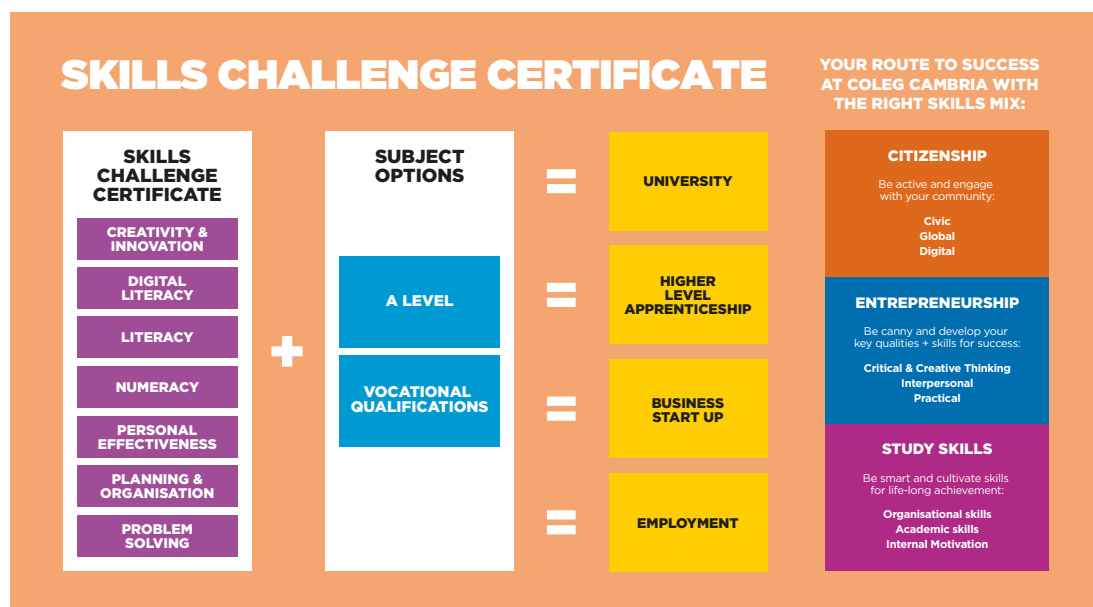 SKILLS CHALLENGE CERTIFICATE
YOUR ROUTE TO SUCCESS
AT COLEG CAMBRIA WITH
THE RIGHT SKILLS MIX:
SKILLS
CHALLENGE
CERTIFICATE
CREATIVITY &
INNOVATION
DIGITAL
LITERACY
LITERACY
NUMERACY
PERSONAL
EFFECTIVENESS
PLANNING &
ORGANISATION
PROBLEM
SOLVING
+
SUBJECT
OPTIONS
A LEVEL
VOCATIONAL
QUALIFICATIONS
=
UNIVERSITY
=
HIGHER
LEVEL
APPRENTICESHIP
=
BUSINESS
START UP
=
EMPLOYMENT
CITIZENSHIP
Be active and engage
with your community:
Civic
Global
Digital
ENTREPRENEURSHIP
Be canny and develop your
key qualities + skills for success:
Critical & Creative Thinking
Interpersonal
Practical
STUDY SKILLS
Be smart and cultivate skills
for life-long achievement:
Organisational skills
Academic skills
Internal Motivation